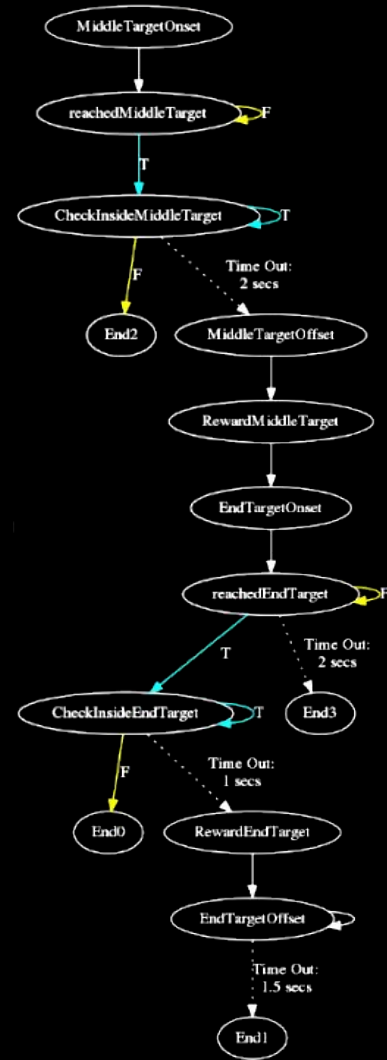 MiddleTargetOnset
reachedMiddleTarget
F
T
CheckInsideMiddleTarget
T
F
Time Out:
2 secs
End2
MiddleTargetOffset
RewardMiddleTarget
EndTargetOnset
reachedEndTarget
F
T
Time Out:
2 secs
CheckInsideEndTarget
T
End3
F
Time Out:
1 secs
End0
RewardEndTarget
EndTargetOffset
Time Out:
1.5 secs
End1